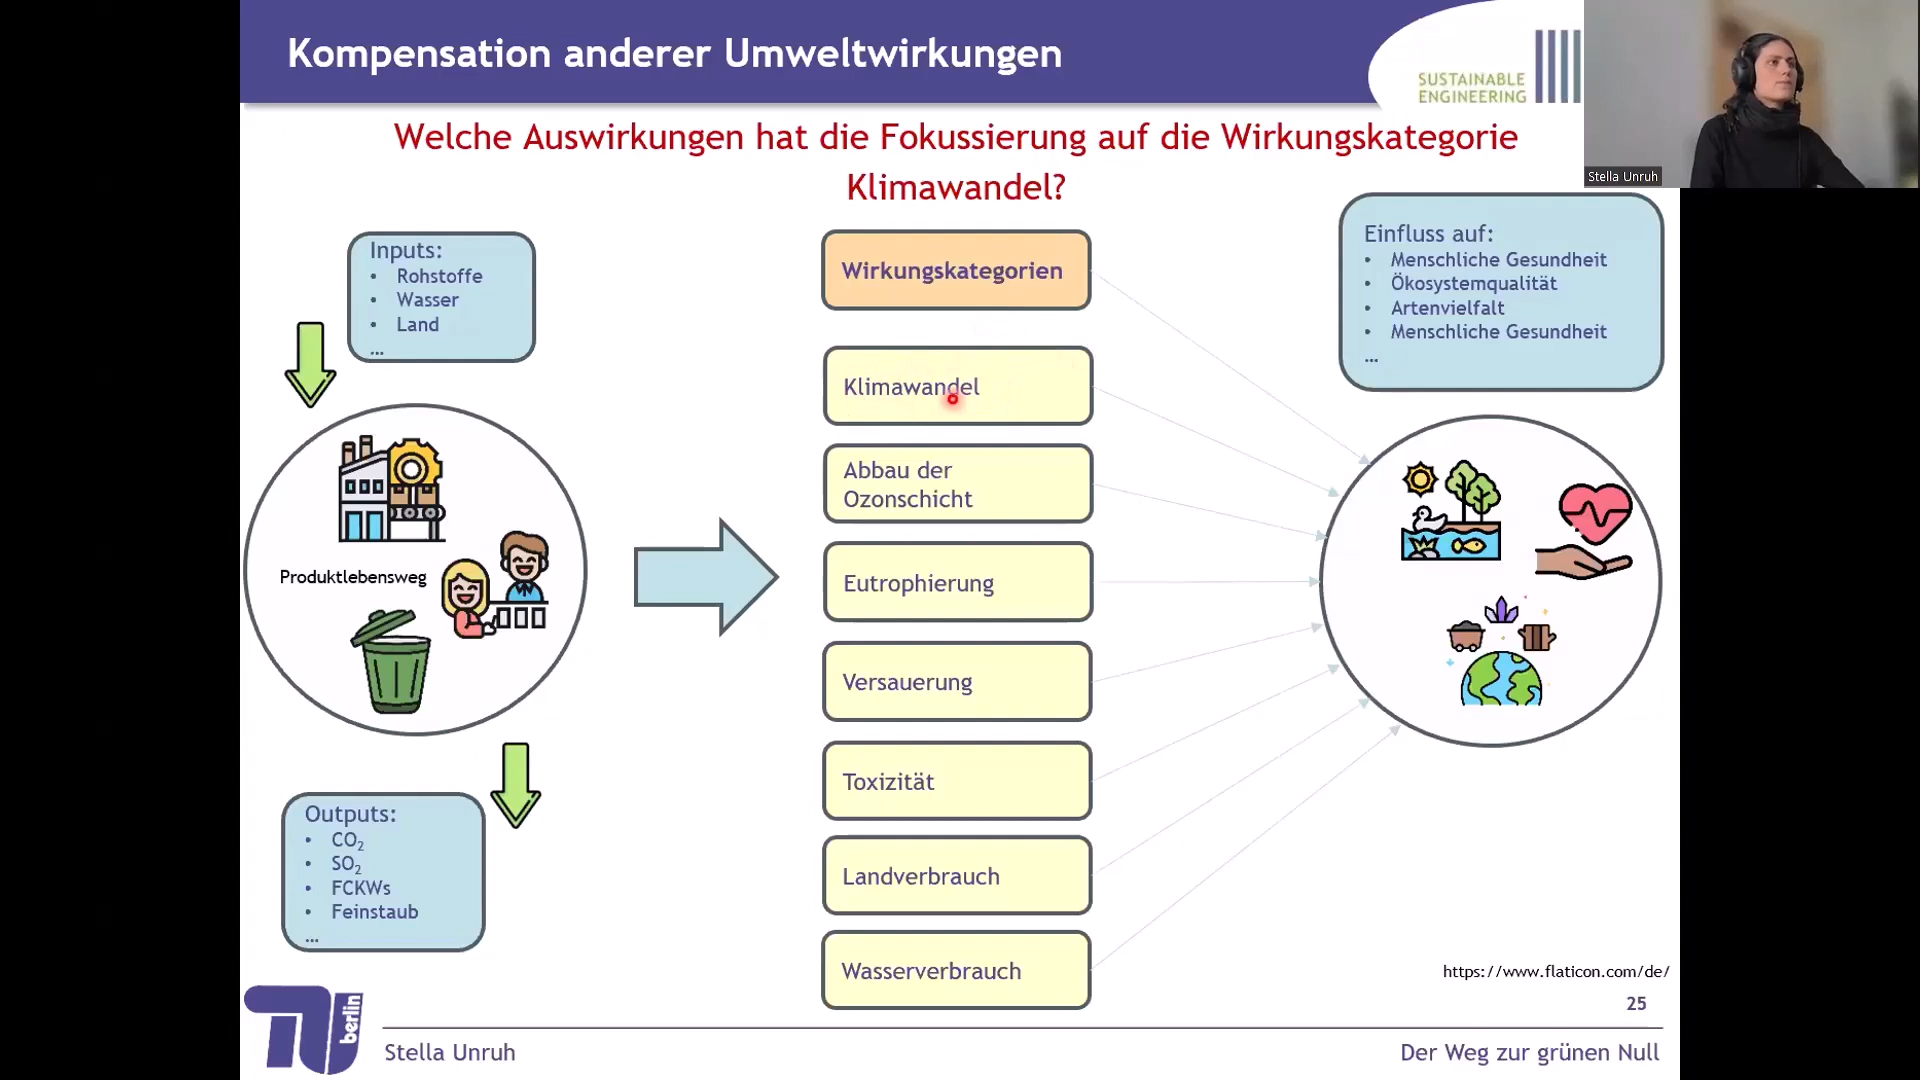 Kompensation anderer Umweltwirkungen
SUSTAINABLE
ENGINEERING
Stella Unruh
Welche Auswirkungen hat die Fokussierung auf die Wirkungskategorie
Klimawandel?
Inputs:
• Rohstoffe
• Wasser
• Land
...
Produktlebensweg
Outputs:
• CO₂
• SO₂
• FCKWs
• Feinstaub
...
Wirkungskategorien
Klimawandel
Abbau der
Ozonschicht
Eutrophierung
Versauerung
Toxizität
Landverbrauch
Wasserverbrauch
Einfluss auf:
• Menschliche Gesundheit
• Ökosystemqualität
• Artenvielfalt
• Menschliche Gesundheit
...
https://www.flaticon.com/de/
25
berlin
Stella Unruh
Der Weg zur grünen Null